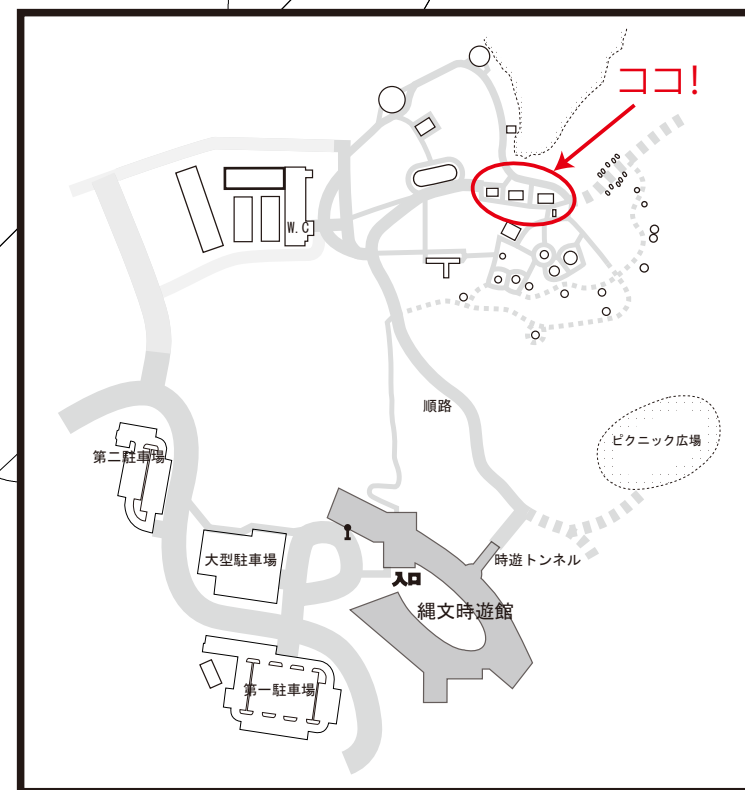 ココ!
W.C
順路
ピクニック広場
第二駐車場
大型駐車場
時遊トンネル
入口
縄文時遊館
第一駐車場